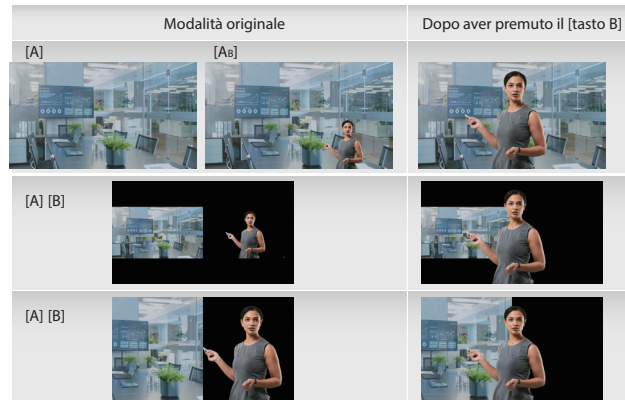 Modalità originale
Dopo aver premuto il [tasto B]
[A]
[AB]
[A] [B]
[A] [B]